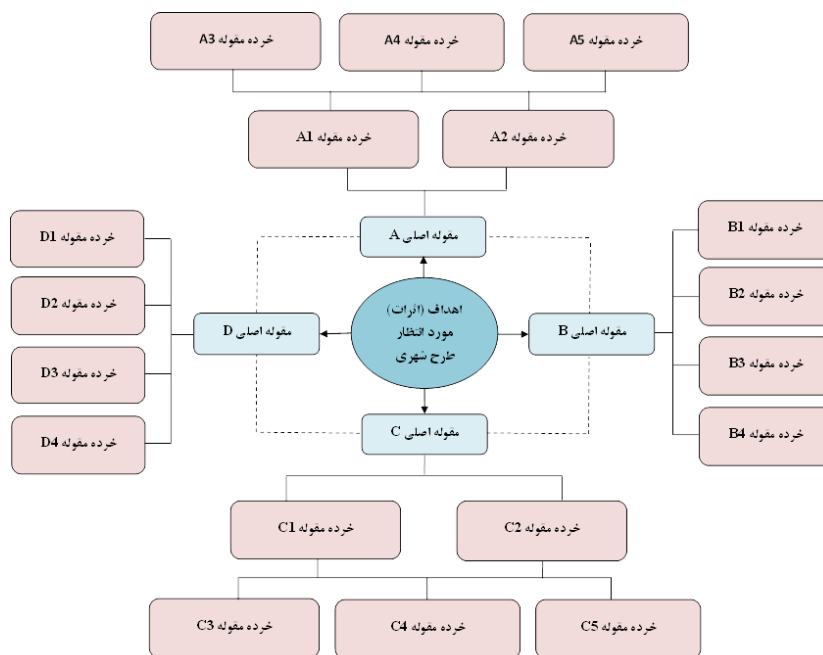 خرده مقوله A3
خرده مقوله A4
خرده مقوله A5
خرده مقوله A1
خرده مقوله A2
مقوله اصلی A
خرده مقوله D1
خرده مقوله D2
خرده مقوله D3
خرده مقوله D4
مقوله اصلی D
اهداف (اثرات)
مورد انتظار
طرح شهری
مقوله اصلی B
خرده مقوله B1
خرده مقوله B2
خرده مقوله B3
خرده مقوله B4
مقوله اصلی C
خرده مقوله C1
خرده مقوله C2
خرده مقوله C3
خرده مقوله C4
خرده مقوله C5